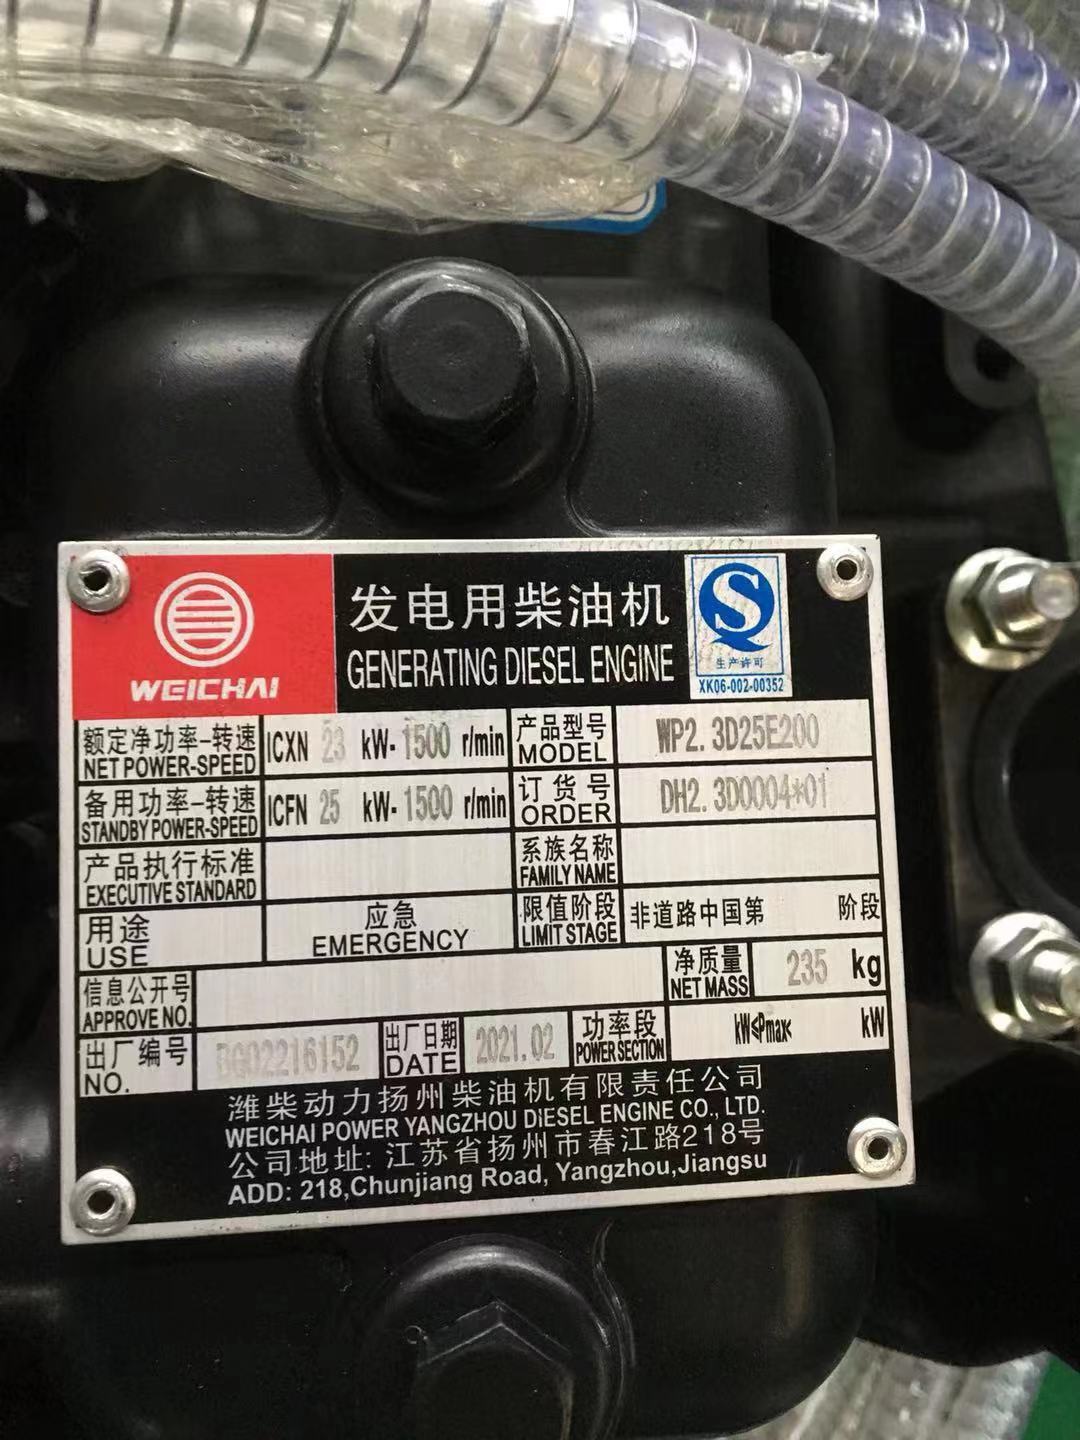 WEICHAI
发电用柴油机
GENERATING DIESEL ENGINE
S
生产许可
XK06-002-00352
额定净功率-转速 ICXN 23 kW- 1500 r/min 产品型号 WP2.3D25E200
NET POWER-SPEED MODEL
备用功率-转速 ICFN 25 kW- 1500 r/min 订货号 DH2.3D0004*01
STANDBY POWER-SPEED ORDER
产品执行标准 系族名称
EXECUTIVE STANDARD FAMILY NAME
用途 应急 限值阶段 非道路中国第 阶段
USE EMERGENCY LIMIT STAGE
信息公开号 净质量 235 kg
APPROVE NO. NET MASS
出厂编号 出厂日期 2021.02 功率段 kW<Pmax< kW
NO. DATE POWER SECTION
潍柴动力扬州柴油机有限责任公司
WEICHAI POWER YANGZHOU DIESEL ENGINE CO., LTD.
公司地址: 江苏省扬州市春江路218号
ADD: 218,Chunjiang Road, Yangzhou,Jiangsu